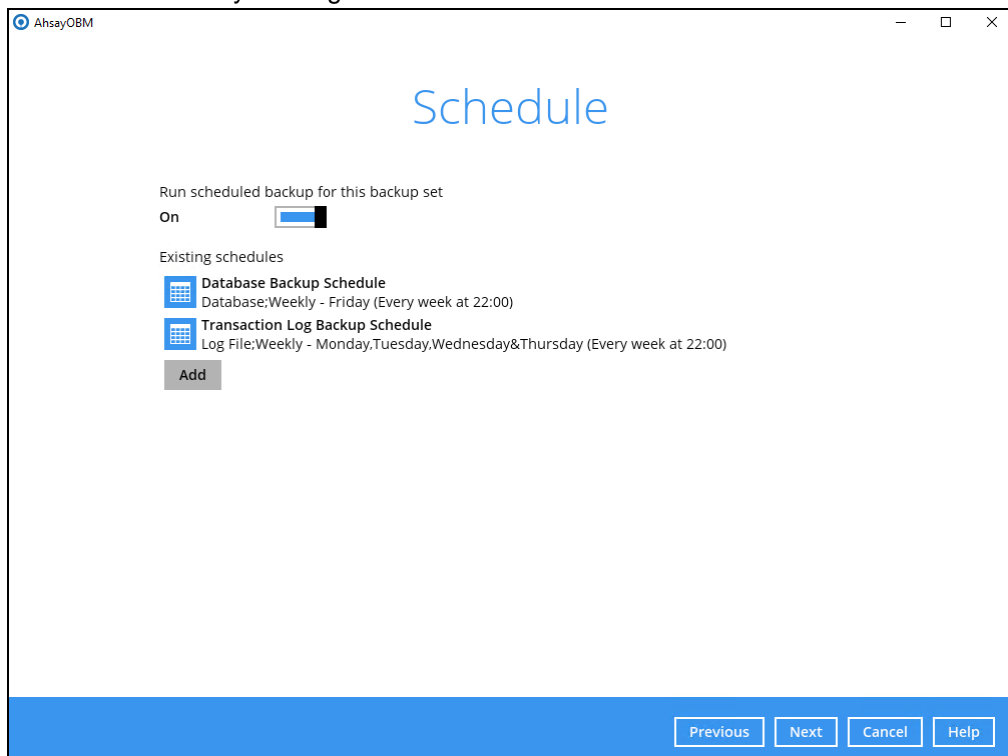 AhsayOBM
Schedule
Run scheduled backup for this backup set
On
Existing schedules
Database Backup Schedule
Database;Weekly - Friday (Every week at 22:00)
Transaction Log Backup Schedule
Log File;Weekly - Monday,Tuesday,Wednesday&Thursday (Every week at 22:00)
Add
Previous Next Cancel Help